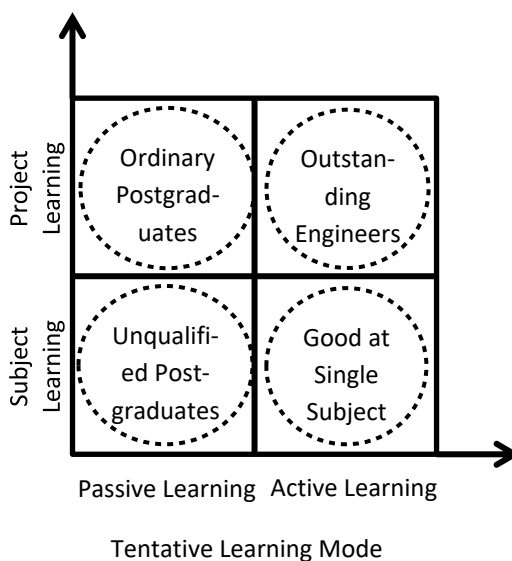 Project
Learning
Ordinary
Postgrad-
uates
Outstan-
ding
Engineers
Subject
Learning
Unqualifi-
ed Post-
graduates
Good at
Single
Subject
Passive Learning
Active Learning
Tentative Learning Mode